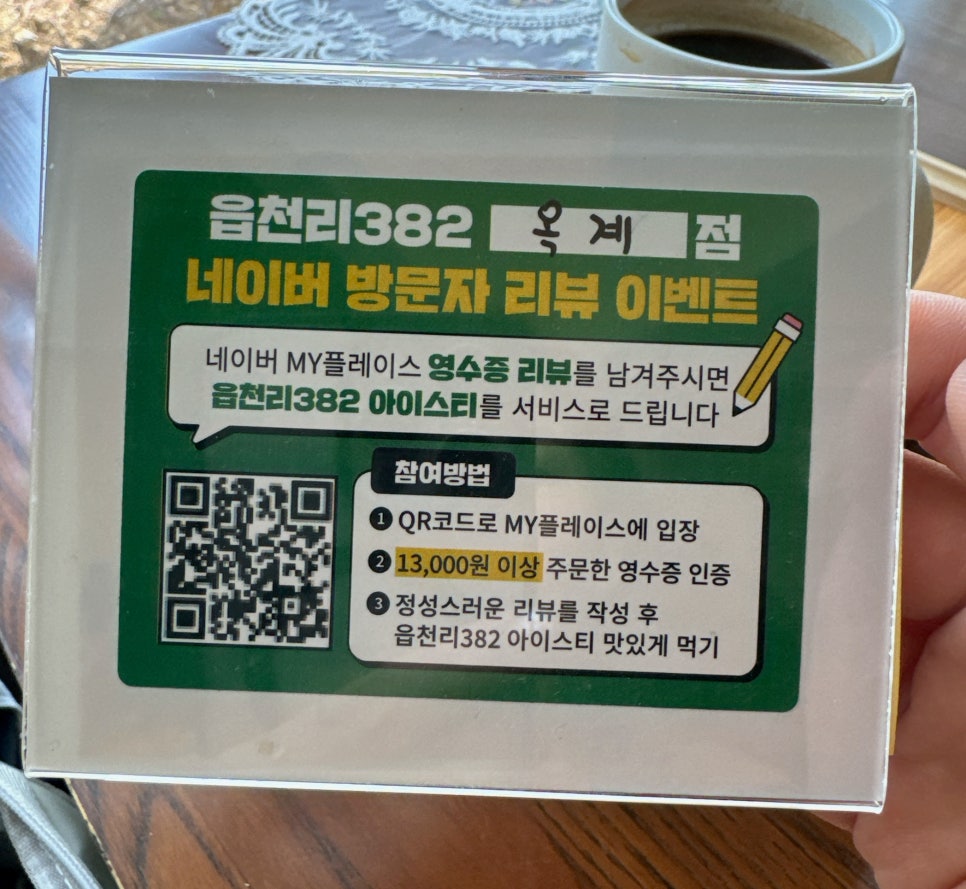 읍천리382 옥계 점
네이버 방문자 리뷰 이벤트
네이버 MY플레이스 영수증 리뷰를 남겨주시면
읍천리382 아이스티를 서비스로 드립니다
참여방법
1 QR코드로 MY플레이스에 입장
2 13,000원 이상 주문한 영수증 인증
3 정성스러운 리뷰를 작성 후
읍천리382 아이스티 맛있게 먹기